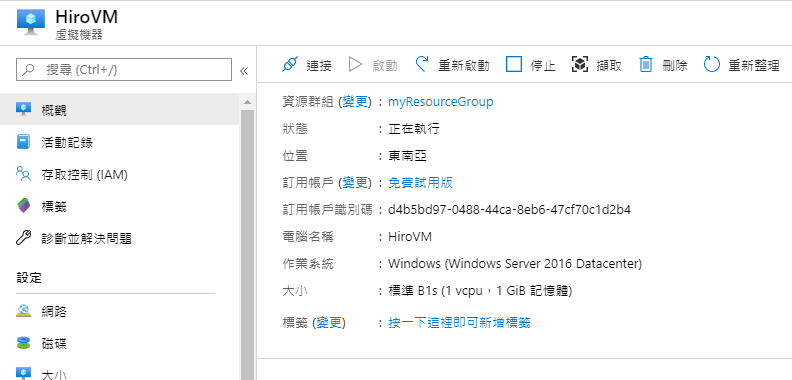 HiroVM
虛擬機器
搜尋 (Ctrl+/)
«
概觀
活動記錄
存取控制 (IAM)
標籤
診斷並解決問題
設定
網路
磁碟
大小
連接 啟動 重新啟動 停止 擷取 刪除 重新整理
資源群組 (變更) : myResourceGroup
狀態 : 正在執行
位置 : 東南亞
訂用帳戶 (變更) : 免費試用版
訂用帳戶識別碼 : d4b5bd97-0488-44ca-8eb6-47cf70c1d2b4
電腦名稱 : HiroVM
作業系統 : Windows (Windows Server 2016 Datacenter)
大小 : 標準 B1s (1 vcpu，1 GiB 記憶體)
標籤 (變更) : 按一下這裡即可新增標籤